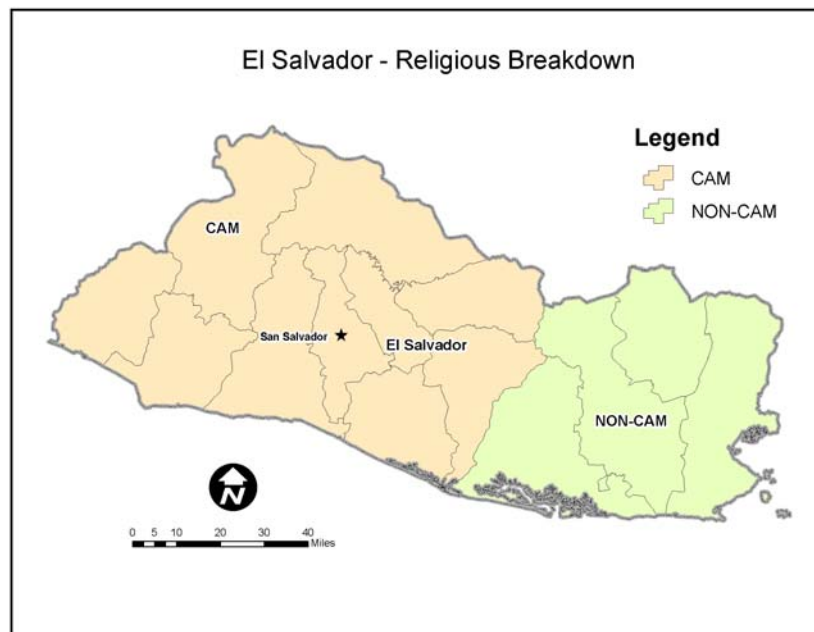 El Salvador - Religious Breakdown
Legend
CAM
NON-CAM
CAM
San Salvador
El Salvador
NON-CAM
N
0 5 10 20 30 40
Miles